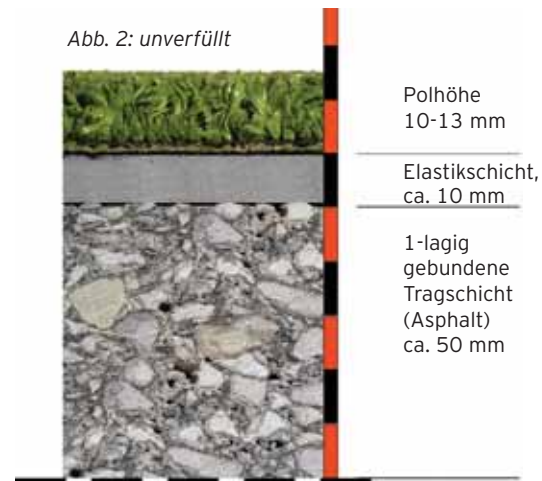 Abb. 2: unverfüllt
Polhöhe
10-13 mm
Elastikschicht,
ca. 10 mm
1-lagig
gebundene
Tragschicht
(Asphalt)
ca. 50 mm